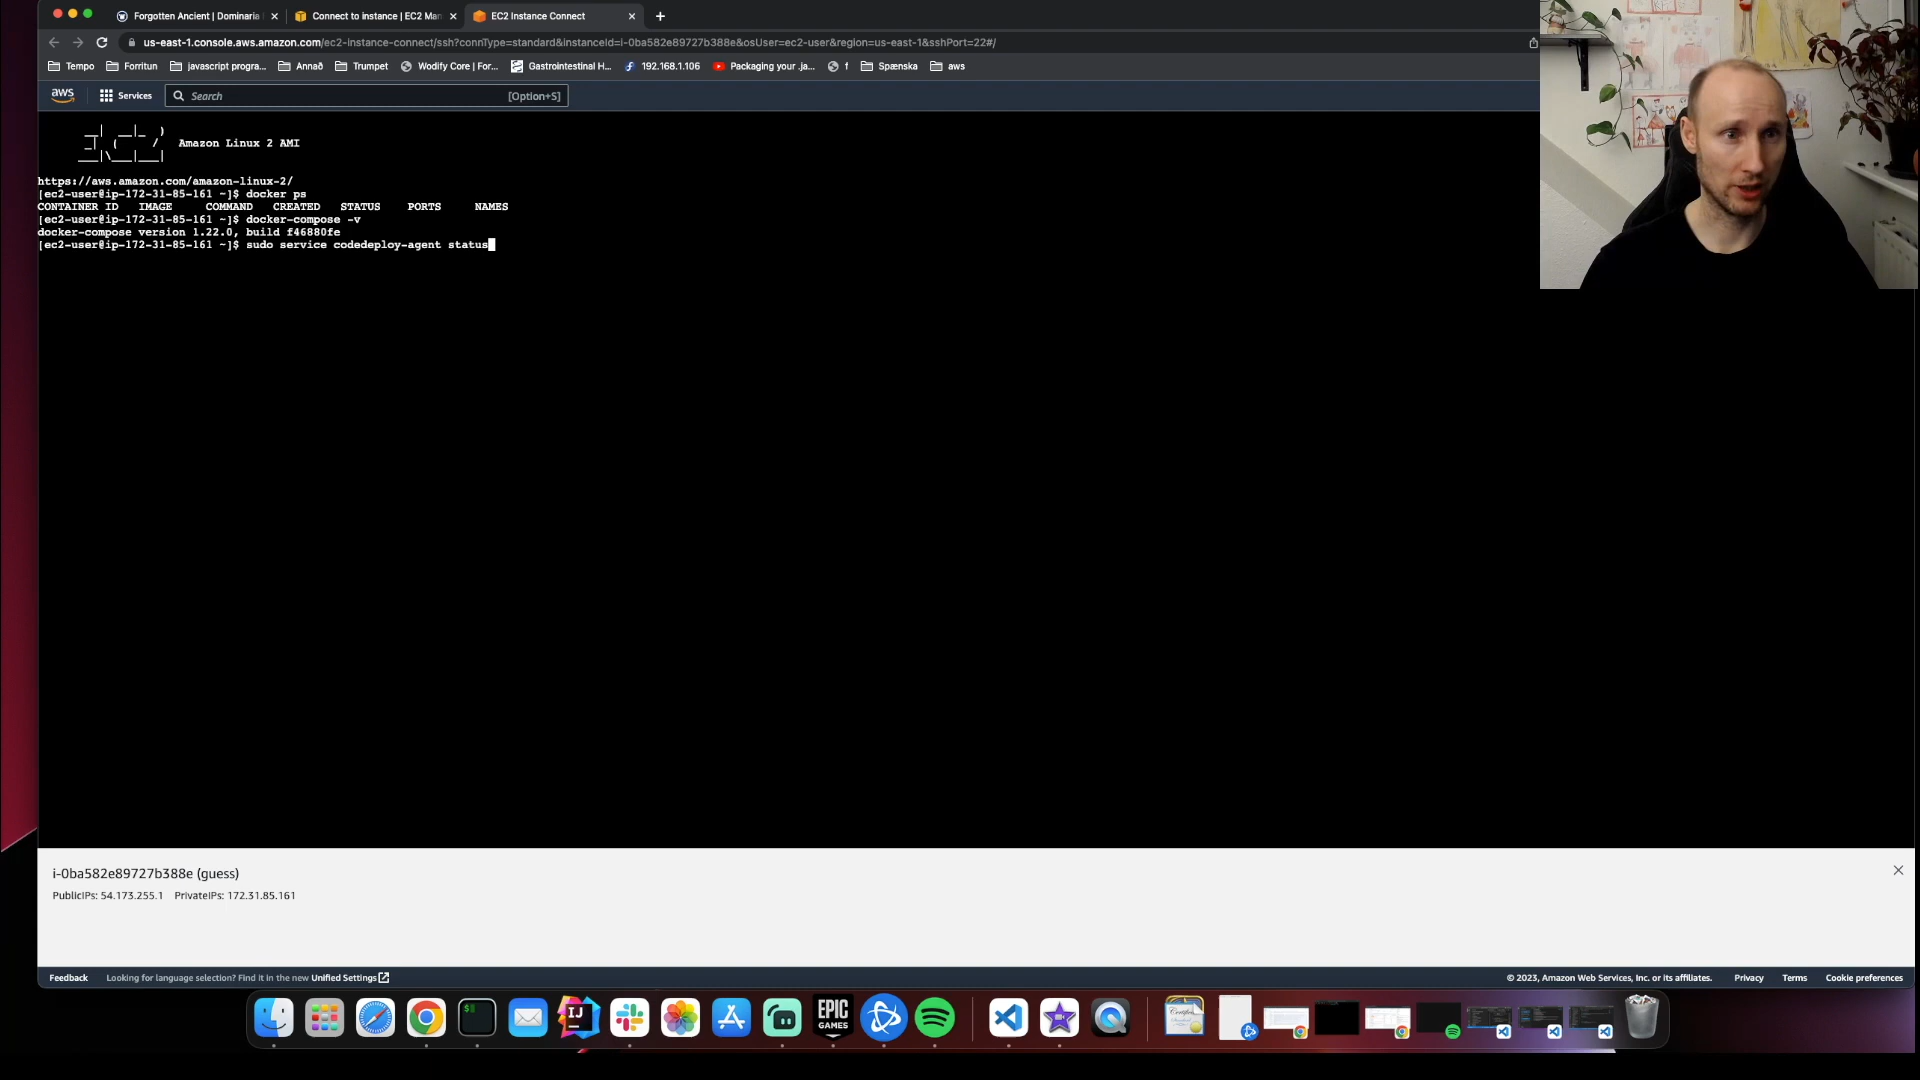 Forgotten Ancient | Dominaria
Connect to instance | EC2 Man
EC2 Instance Connect
us-east-1.console.aws.amazon.com/ec2-instance-connect/ssh?connType=standard&instanceId=i-0ba582e89727b388e&osUser=ec2-user&region=us-east-1&sshPort=22#/
Tempo
Forritun
javascript progra...
Annað
Trumpet
Wodify Core | For...
Gastrointestinal H...
192.168.1.106
Packaging your .ja...
f
Spænska
aws
aws
Services
Search
[Option+S]
Amazon Linux 2 AMI
https://aws.amazon.com/amazon-linux-2/
[ec2-user@ip-172-31-85-161 ~]$ docker ps
CONTAINER ID IMAGE COMMAND CREATED STATUS PORTS NAMES
[ec2-user@ip-172-31-85-161 ~]$ docker-compose -v
docker-compose version 1.22.0, build f46880fe
[ec2-user@ip-172-31-85-161 ~]$ sudo service codedeploy-agent status
i-0ba582e89727b388e (guess)
PublicIPs: 54.173.255.1 PrivateIPs: 172.31.85.161
Feedback
Looking for language selection? Find it in the new Unified Settings
© 2023, Amazon Web Services, Inc. or its affiliates.
Privacy
Terms
Cookie preferences
$
IJ
EPIC
GAMES